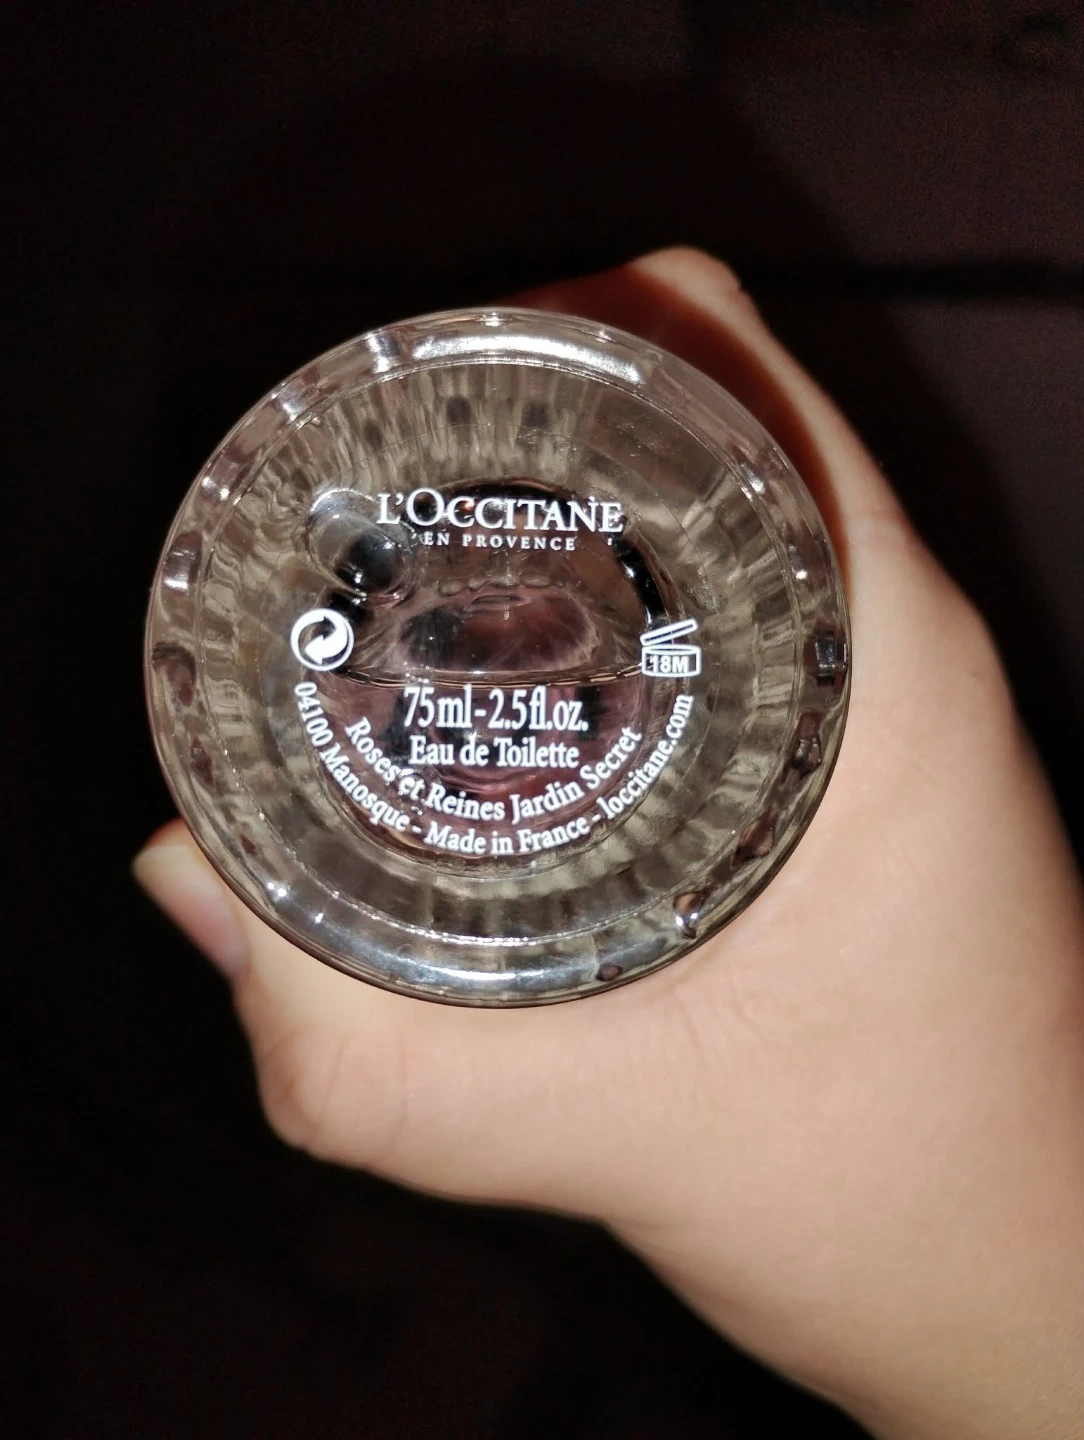 L'OCCITANE
EN PROVENCE
18M
75ml-2.5fl.oz.
Eau de Toilette
Roses et Reines Jardin Secret
04100 Manosque - Made in France - loccitane.com